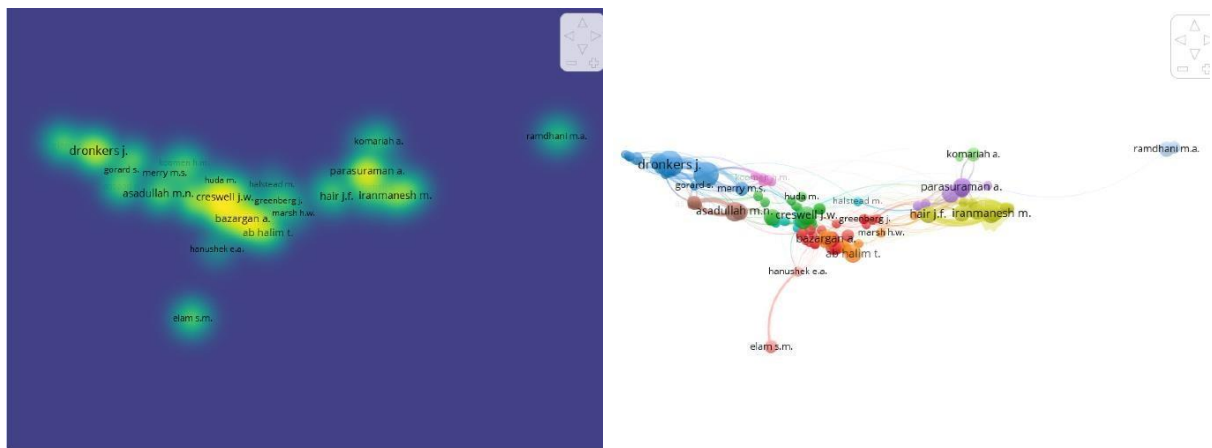 komariah a.
ramdhani m.a.
dronkers j.
gorard s.
merry m.s.
koomen h.m.
parasuraman a.
huda m.
halstead m.
asadullah m.n.
creswell j.w.
greenberg j.
hair j.f.
iranmanesh m.
bazargan a.
marsh h.w.
ab halim t.
hanushek e.a.
elam s.m.
komariah a.
ramdhani m.a.
dronkers j.
gorard s.
merry m.s.
parasuraman a.
huda m.
halstead m.
asadullah m.n.
creswell j.w.
greenberg j.
hair j.f.
iranmanesh m.
bazargan a.
marsh h.w.
ab halim t.
hanushek e.a.
elam s.m.